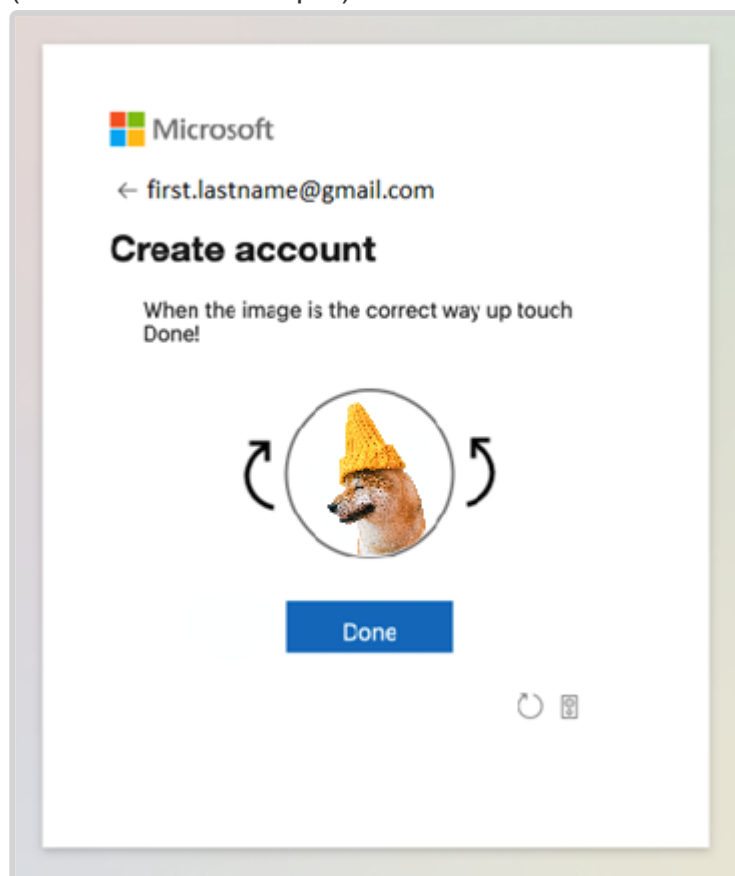 Microsoft
← first.lastname@gmail.com
Create account
When the image is the correct way up touch
Done!
Done